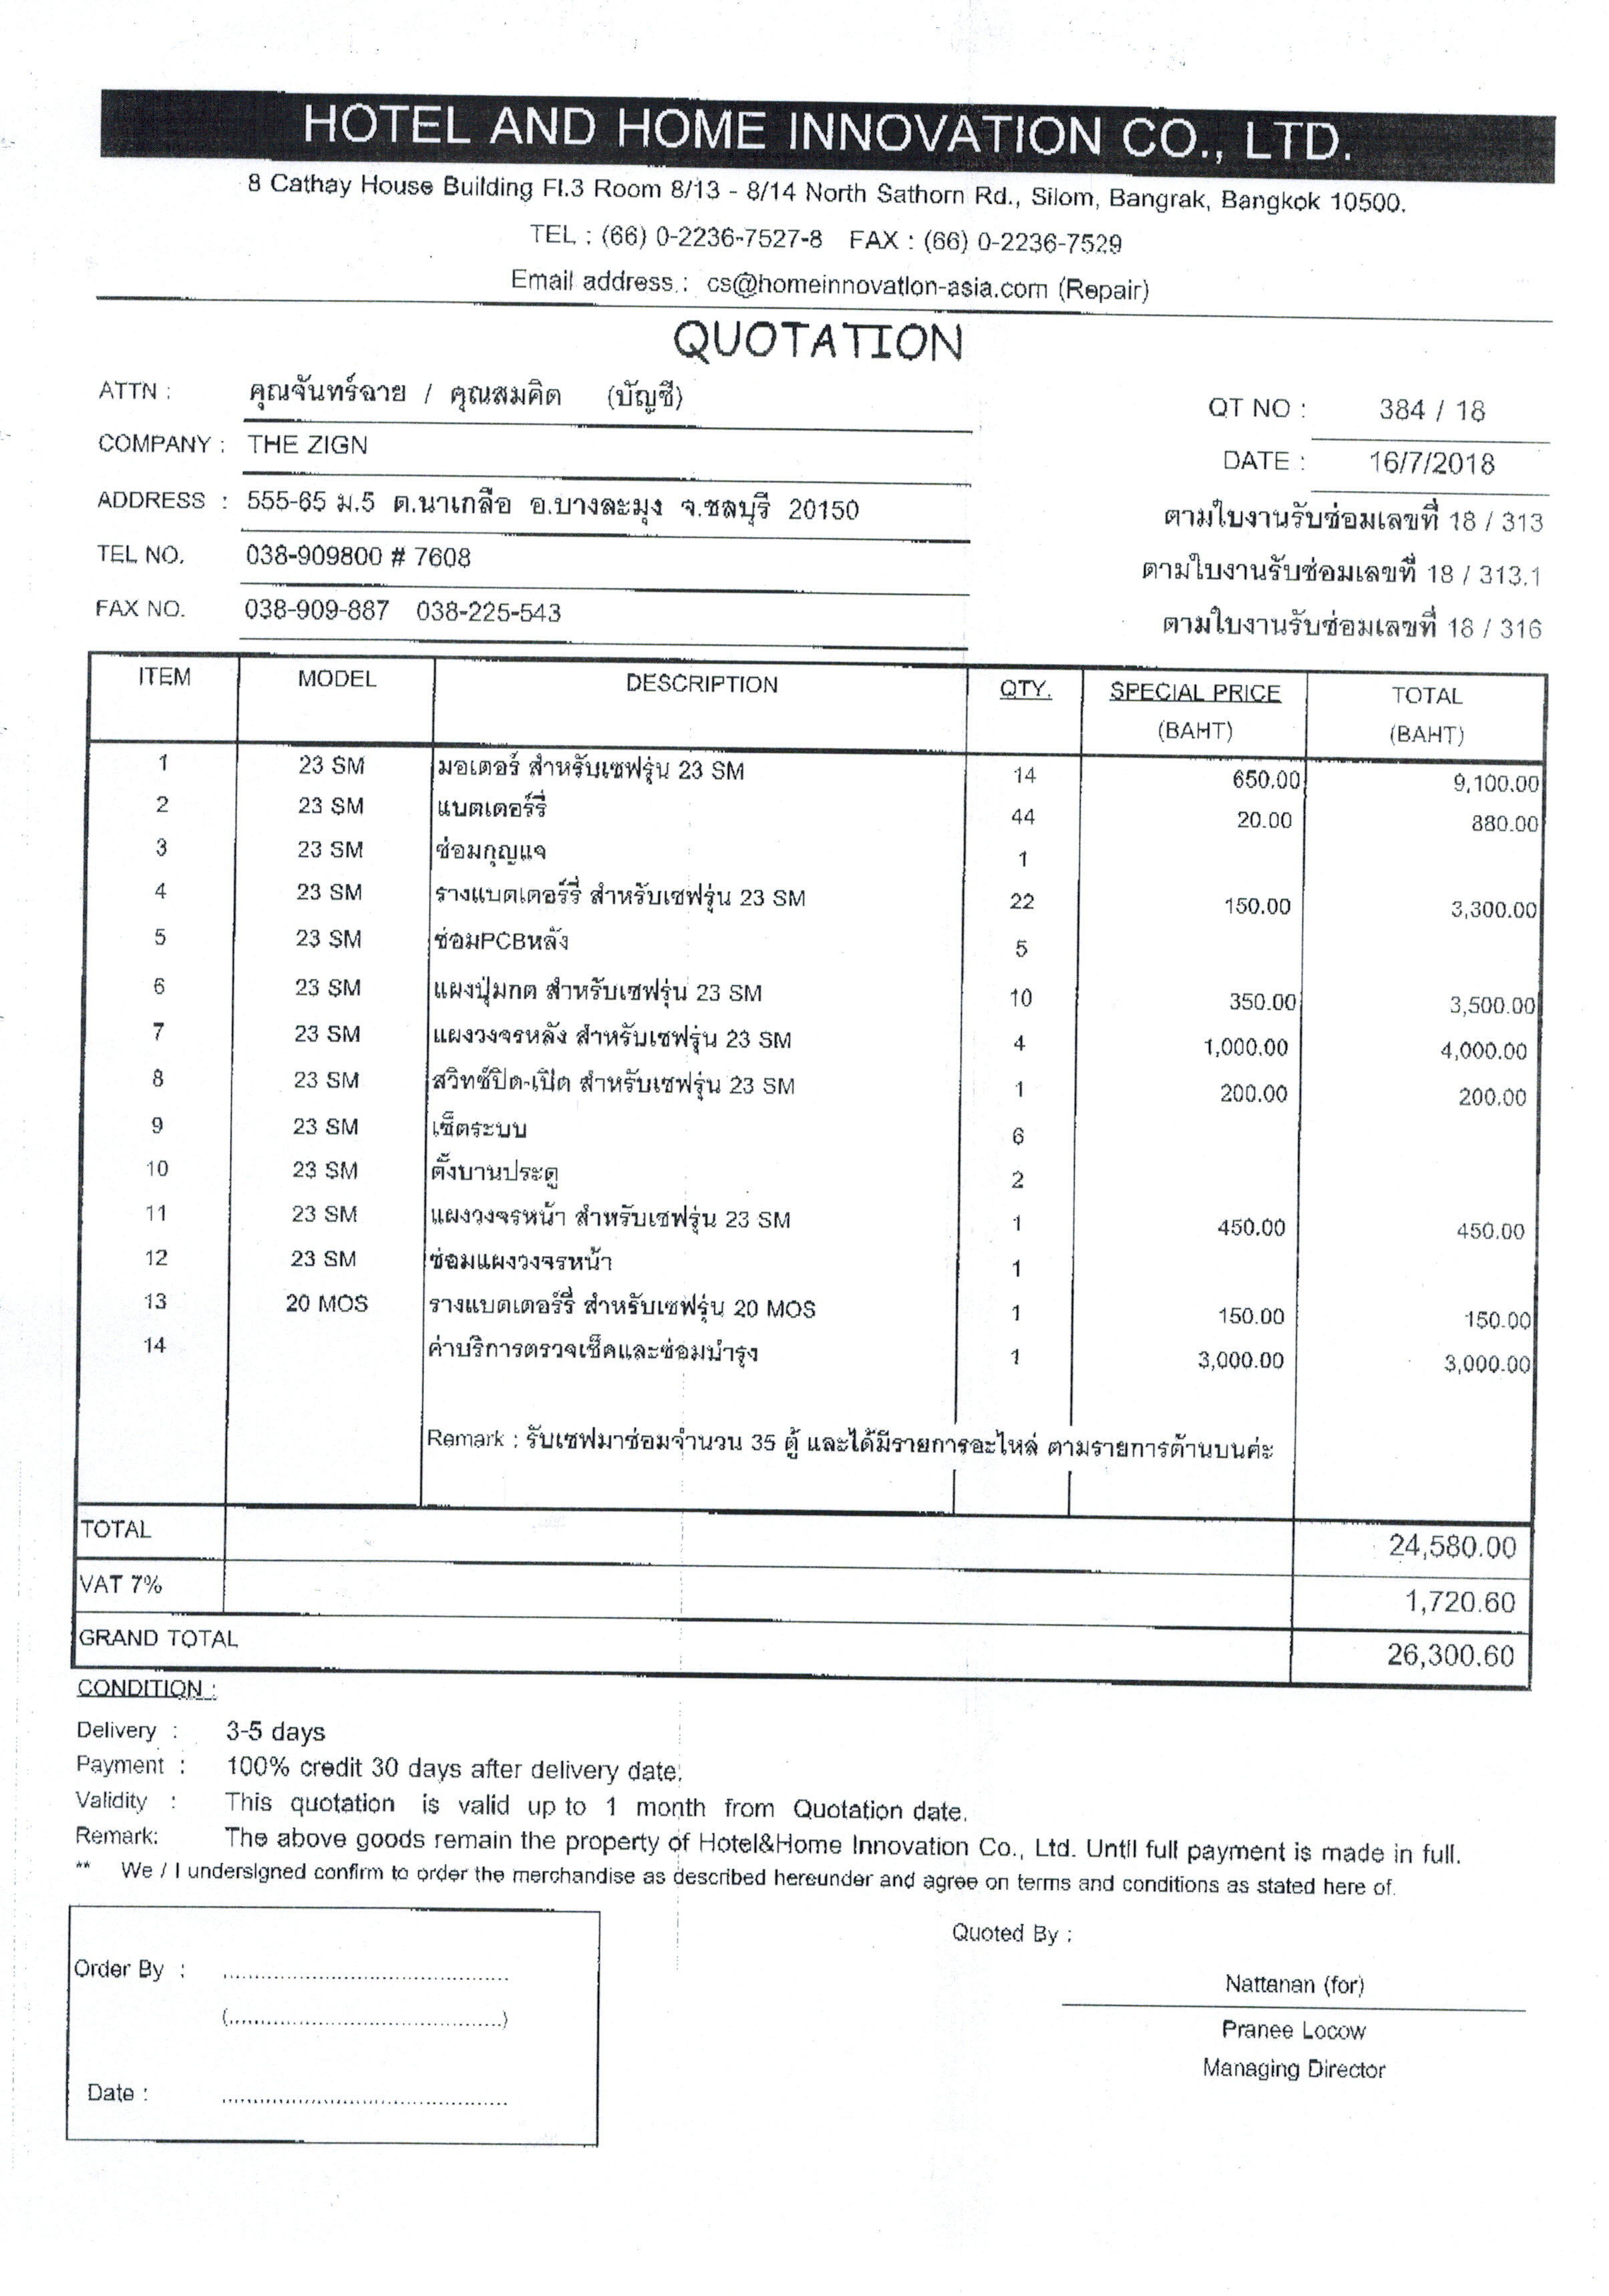 HOTEL AND HOME INNOVATION CO., LTD.
8 Cathay House Building Fl.3 Room 8/13 - 8/14 North Sathorn Rd., Silom, Bangrak, Bangkok 10500.
TEL : (66) 0-2236-7527-8 FAX : (66) 0-2236-7529
Email address : cs@homeinnovation-asia.com (Repair)
QUOTATION
ATTN : คุณจันทร์ฉาย / คุณสมคิด (บัญชี)
QT NO : 384 / 18
COMPANY : THE ZIGN
DATE : 16/7/2018
ADDRESS : 555-65 ม.5 ต.นาเกลือ อ.บางละมุง จ.ชลบุรี 20150
ตามใบงานรับซ่อมเลขที่ 18 / 313
TEL NO. 038-909800 # 7608
ตามใบงานรับซ่อมเลขที่ 18 / 313.1
FAX NO. 038-909-887 038-225-543
ตามใบงานรับซ่อมเลขที่ 18 / 316
ITEM MODEL DESCRIPTION QTY. SPECIAL PRICE TOTAL
(BAHT) (BAHT)
1 23 SM มอเตอร์ สำหรับเซฟรุ่น 23 SM 14 650.00 9,100.00
2 23 SM แบตเตอร์รี่ 44 20.00 880.00
3 23 SM ซ่อมกุญแจ 1
4 23 SM รางแบตเตอร์รี่ สำหรับเซฟรุ่น 23 SM 22 150.00 3,300.00
5 23 SM ซ่อมPCBหลัง 5
6 23 SM แผงปุ่มกด สำหรับเซฟรุ่น 23 SM 10 350.00 3,500.00
7 23 SM แผงวงจรหลัง สำหรับเซฟรุ่น 23 SM 4 1,000.00 4,000.00
8 23 SM สวิทซ์ปิด-เปิด สำหรับเซฟรุ่น 23 SM 1 200.00 200.00
9 23 SM เซ็ตระบบ 6
10 23 SM ตั้งบานประตู 2
11 23 SM แผงวงจรหน้า สำหรับเซฟรุ่น 23 SM 1 450.00 450.00
12 23 SM ซ่อมแผงวงจรหน้า 1
13 20 MOS รางแบตเตอร์รี่ สำหรับเซฟรุ่น 20 MOS 1 150.00 150.00
14 ค่าบริการตรวจเช็คและซ่อมบำรุง 1 3,000.00 3,000.00
Remark : รับเซฟมาซ่อมจำนวน 35 ตู้ และได้มีรายการอะไหล่ ตามรายการด้านบนค่ะ
TOTAL 24,580.00
VAT 7% 1,720.60
GRAND TOTAL 26,300.60
CONDITION :
Delivery : 3-5 days
Payment : 100% credit 30 days after delivery date.
Validity : This quotation is valid up to 1 month from Quotation date.
Remark: The above goods remain the property of Hotel&Home Innovation Co., Ltd. Until full payment is made in full.
** We / I undersigned confirm to order the merchandise as described hereunder and agree on terms and conditions as stated here of.
Quoted By :
Order By : ........................................
Nattanan (for)
(........................................)
Pranee Locow
Managing Director
Date : ........................................